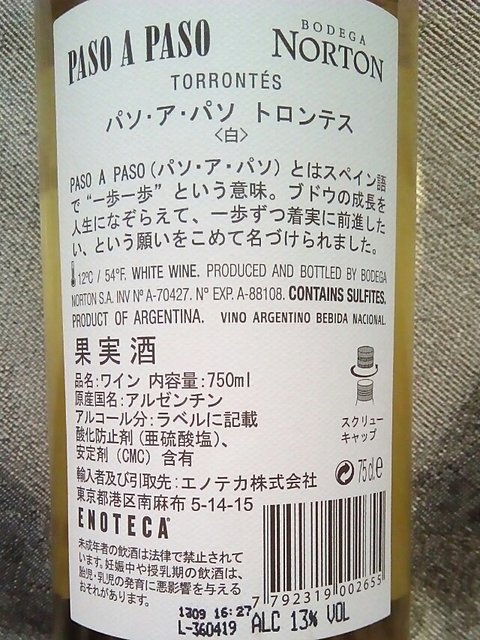 PASO A PASO
BODEGA
NORTON
TORRONTÉS
パソ・ア・パソ トロンテス
〈白〉
PASO A PASO（パソ・ア・パソ）とはスペイン語
で“一歩一歩”という意味。ブドウの成長を
人生になぞらえて、一歩ずつ着実に前進した
い、という願いをこめて名づけられました。
12ºC / 54ºF. WHITE WINE. PRODUCED AND BOTTLED BY BODEGA
NORTON S.A. INV Nº A-70427. Nº EXP. A-88108. CONTAINS SULFITES.
PRODUCT OF ARGENTINA. VINO ARGENTINO BEBIDA NACIONAL.
果実酒
品名:ワイン 内容量:750ml
原産国名:アルゼンチン
アルコール分:ラベルに記載
酸化防止剤（亜硫酸塩）、
安定剤（CMC）含有
スクリュー
キャップ
輸入者及び引取先:エノテカ株式会社
東京都港区南麻布 5-14-15
75 cl.e
ENOTECA
未成年者の飲酒は法律で禁止されて
います。妊娠中や授乳期の飲酒は、
胎児・乳児の発育に悪影響を与える
おそれがあります。
7 792319 002655
1309 16:27
L-360419 ALC 13% VOL